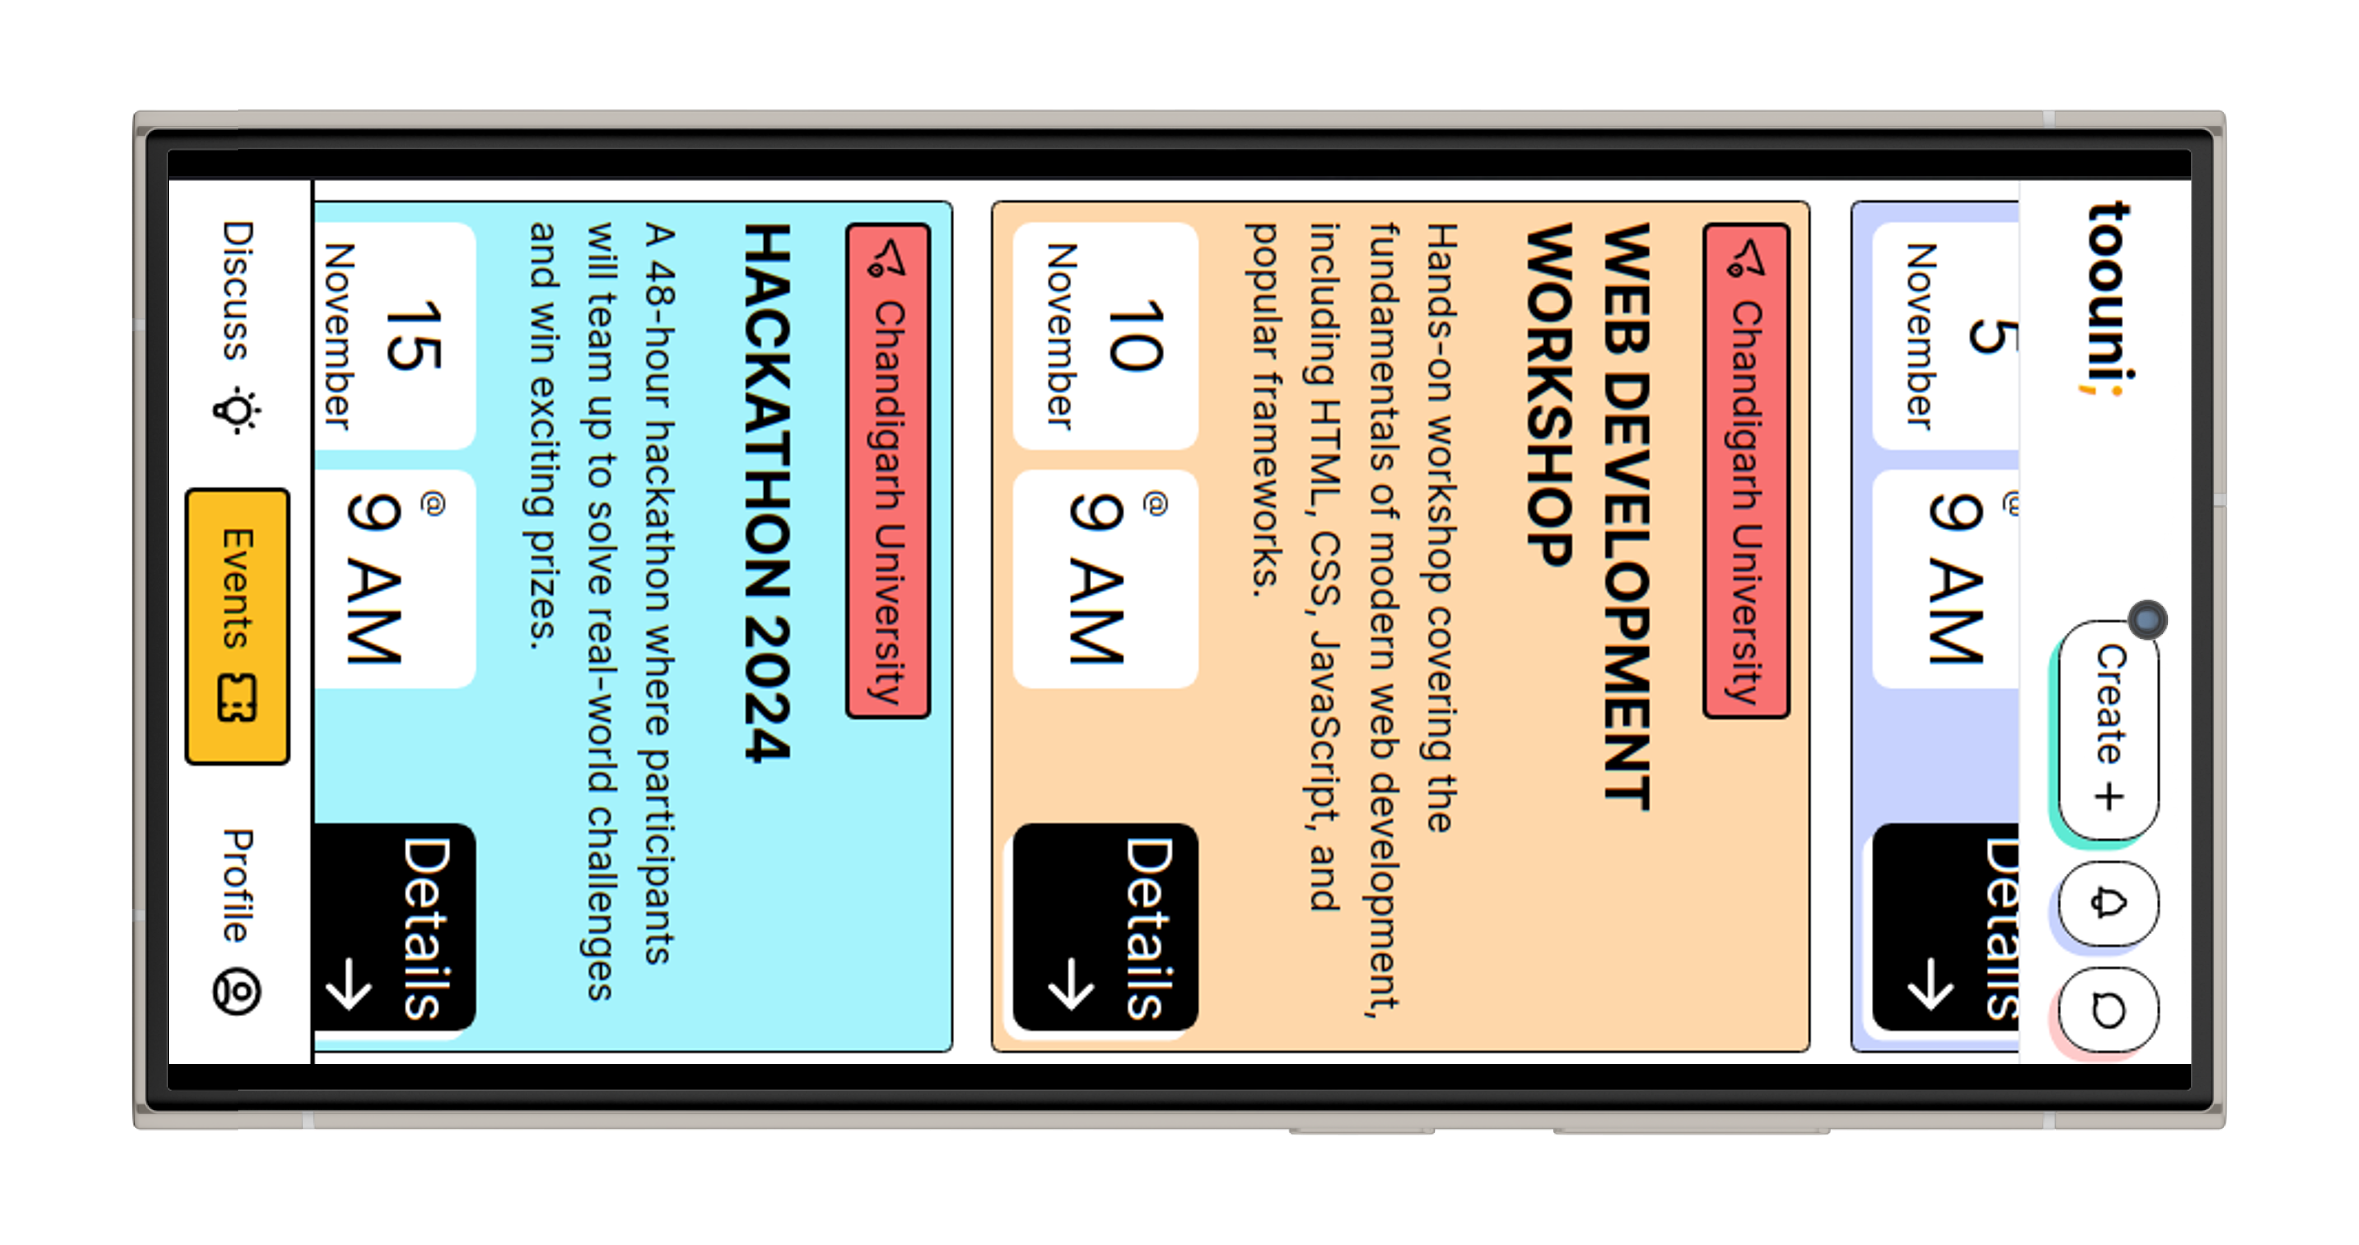 toouni;
Create +
5
November
@
9 AM
Details
Chandigarh University
WEB DEVELOPMENT
WORKSHOP
Hands-on workshop covering the
fundamentals of modern web development,
including HTML, CSS, JavaScript, and
popular frameworks.
10
November
@
9 AM
Details
Chandigarh University
HACKATHON 2024
A 48-hour hackathon where participants
will team up to solve real-world challenges
and win exciting prizes.
15
November
@
9 AM
Details
Discuss
Events
Profile